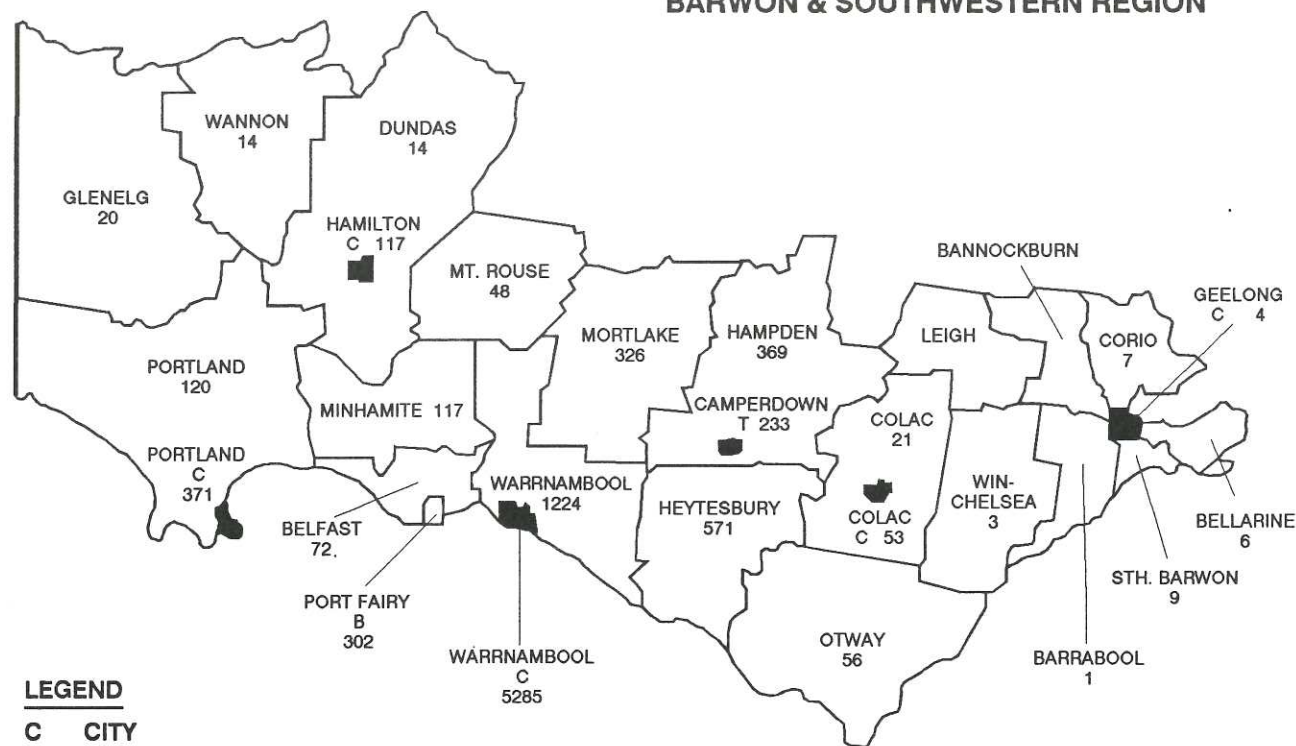 BARWON & SOUTHWESTERN REGION
WANNON
14
DUNDAS
14
GLENELG
20
HAMILTON
C 117
MT. ROUSE
48
BANNOCKBURN
GEELONG
C 4
MORTLAKE
326
HAMPDEN
369
LEIGH
CORIO
7
PORTLAND
120
MINHAMITE 117
CAMPERDOWN
T 233
COLAC
21
PORTLAND
C
371
WARRNAMBOOL
1224
HEYTESBURY
571
WIN-
CHELSEA
3
COLAC
C 53
BELFAST
72.
BELLARINE
6
STH. BARWON
9
PORT FAIRY
B
302
WARRNAMBOOL
C
5285
OTWAY
56
BARRABOOL
1
LEGEND
C CITY